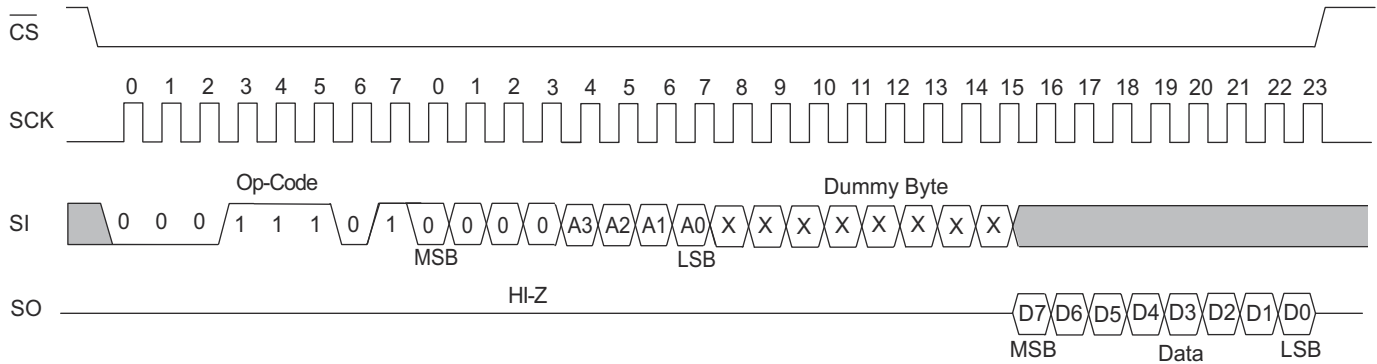 CS
0 1 2 3 4 5 6 7 0 1 2 3 4 5 6 7 8 9 10 11 12 13 14 15 16 17 18 19 20 21 22 23
SCK
Op-Code
Dummy Byte
SI 0 0 0 1 1 1 0 1 0 0 0 0 A3 A2 A1 A0 X X X X X X X X
MSB LSB
HI-Z
SO D7 D6 D5 D4 D3 D2 D1 D0
MSB Data LSB